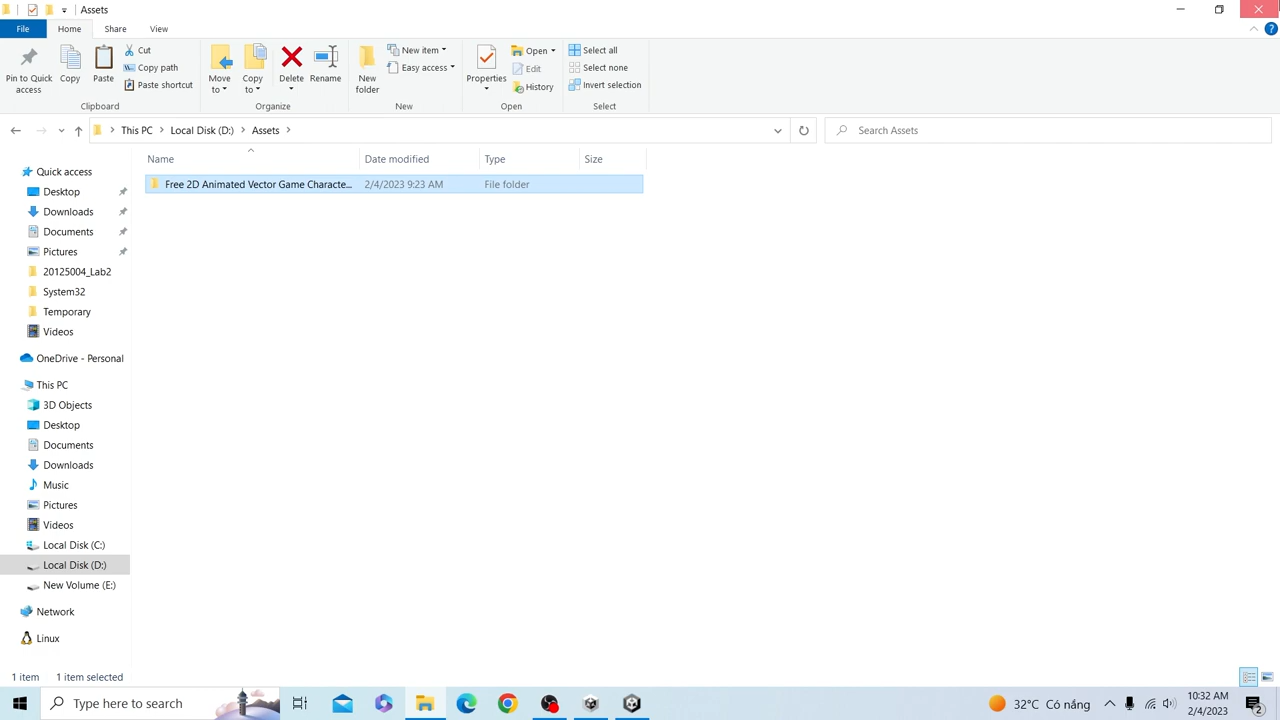 Assets
File Home Share View
Pin to Quick access
Copy
Paste
Cut
Copy path
Paste shortcut
Clipboard
Move to
Copy to
Delete
Rename
Organize
New folder
New item
Easy access
New
Properties
Open
Edit
History
Open
Select all
Select none
Invert selection
Select
This PC Local Disk (D:) Assets
Search Assets
Name Date modified Type Size
Free 2D Animated Vector Game Characte... 2/4/2023 9:23 AM File folder
Quick access
Desktop
Downloads
Documents
Pictures
20125004_Lab2
System32
Temporary
Videos
OneDrive - Personal
This PC
3D Objects
Desktop
Documents
Downloads
Music
Pictures
Videos
Local Disk (C:)
Local Disk (D:)
New Volume (E:)
Network
Linux
1 item 1 item selected
Type here to search
32°C Có nắng
10:32 AM
2/4/2023
2